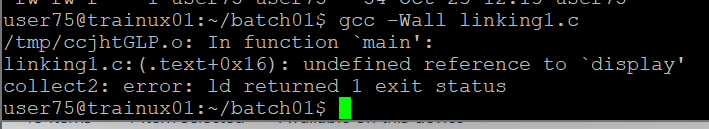 user75@trainux01:~/batch01$ gcc -Wall linking1.c
/tmp/ccjhtGLP.o: In function `main':
linking1.c:(.text+0x16): undefined reference to `display'
collect2: error: ld returned 1 exit status
user75@trainux01:~/batch01$